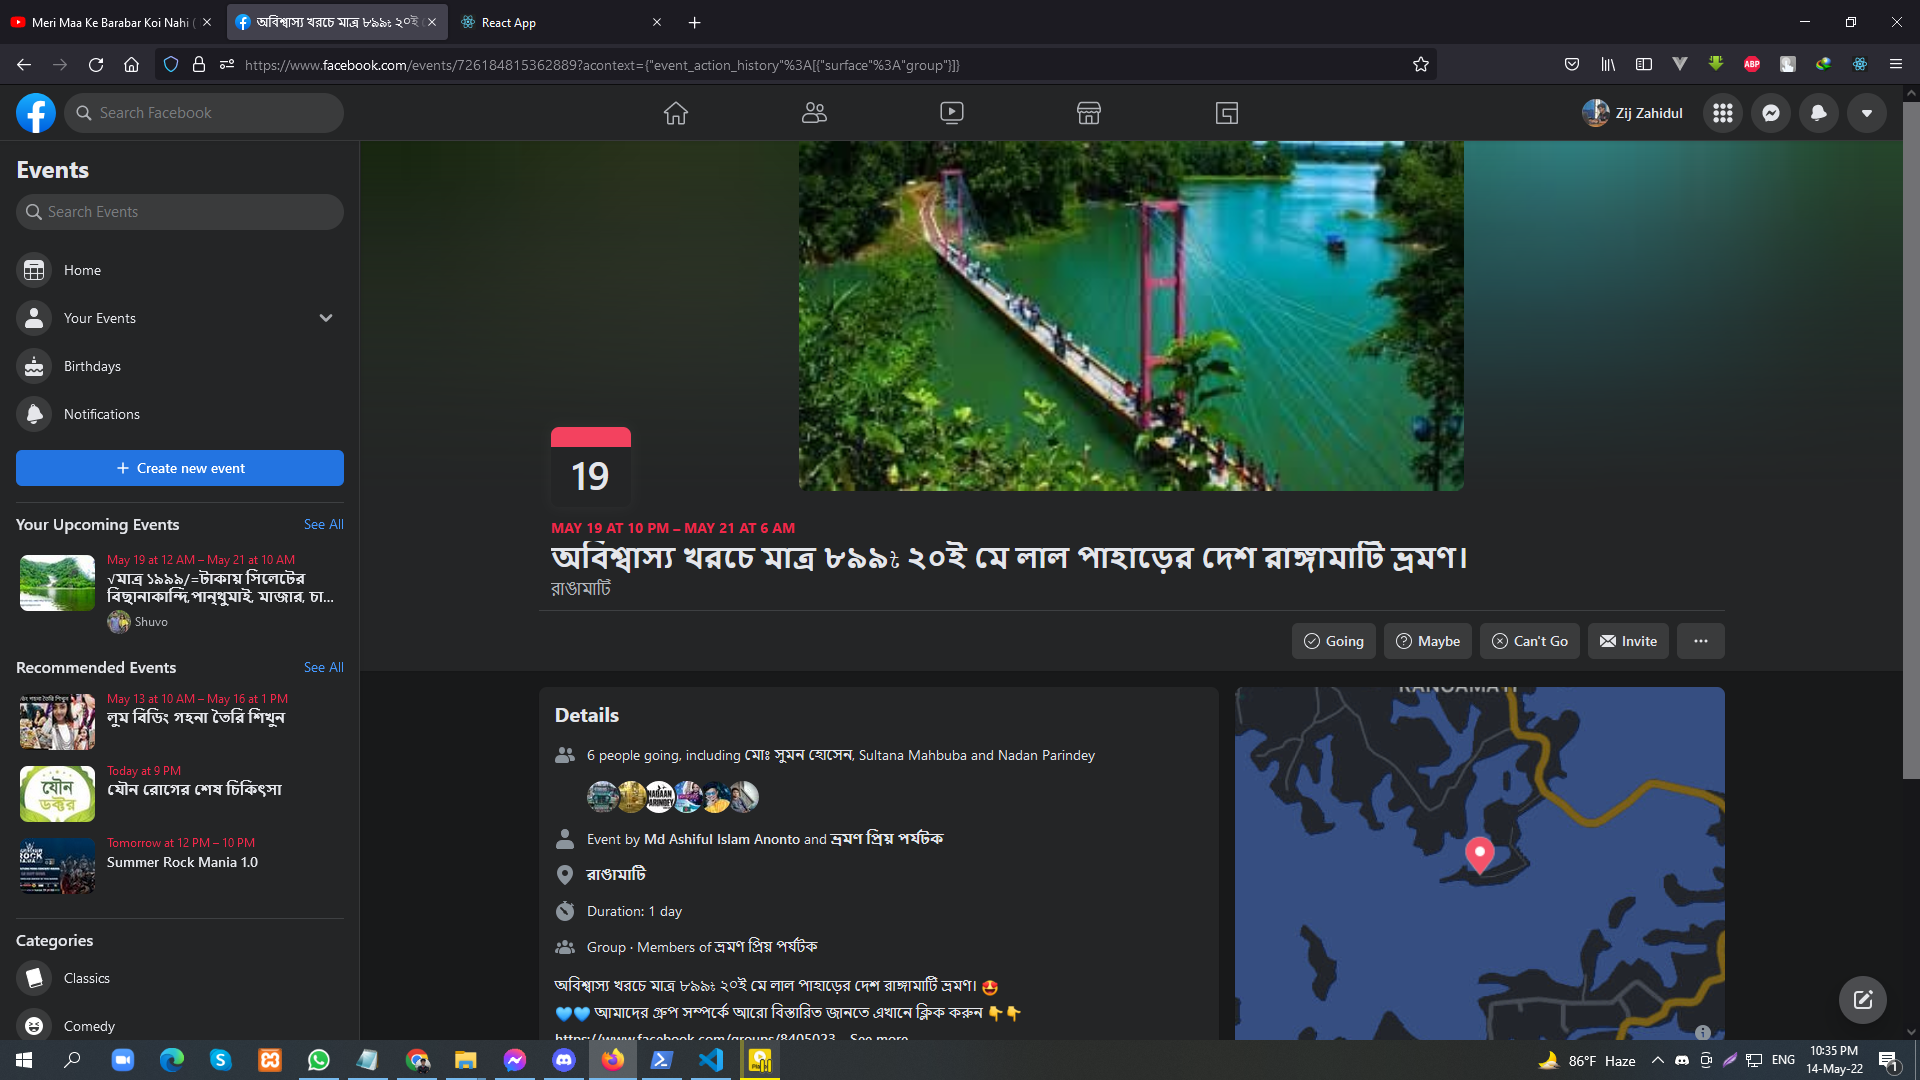 Meri Maa Ke Barabar Koi Nahi (
অবিশ্বাস্য খরচে মাত্র ৮৯৯৳ ২০ই
React App
https://www.facebook.com/events/726184815362889?acontext={"event_action_history"%3A[{"surface"%3A"group"}]}
ABP
Search Facebook
Zij Zahidul
Events
Search Events
Home
Your Events
Birthdays
Notifications
+ Create new event
Your Upcoming Events
See All
May 19 at 12 AM – May 21 at 10 AM
√মাত্র ১৯৯৯/=টাকায় সিলেটের
বিছানাকান্দি,পান্থুমাই, মাজার, চা...
Shuvo
Recommended Events
See All
May 13 at 10 AM – May 16 at 1 PM
লুম বিডিং গহনা তৈরি শিখুন
Today at 9 PM
যৌন রোগের শেষ চিকিৎসা
যৌন
ডক্টর
Tomorrow at 12 PM – 10 PM
Summer Rock Mania 1.0
Categories
Classics
Comedy
19
MAY 19 AT 10 PM – MAY 21 AT 6 AM
অবিশ্বাস্য খরচে মাত্র ৮৯৯৳ ২০ই মে লাল পাহাড়ের দেশ রাঙ্গামাটি ভ্রমণ।
রাঙামাটি
Going
Maybe
Can't Go
Invite
Details
6 people going, including মোঃ সুমন হোসেন, Sultana Mahbuba and Nadan Parindey
Event by Md Ashiful Islam Anonto and ভ্রমণ প্রিয় পর্যটক
রাঙামাটি
Duration: 1 day
Group · Members of ভ্রমণ প্রিয় পর্যটক
অবিশ্বাস্য খরচে মাত্র ৮৯৯৳ ২০ই মে লাল পাহাড়ের দেশ রাঙ্গামাটি ভ্রমণ। 🤩
💙💙 আমাদের গ্রুপ সম্পর্কে আরো বিস্তারিত জানতে এখানে ক্লিক করুন 👇👇
https://www.facebook.com/groups/8405023... See more
RANGAMATI
86°F Haze
ENG
10:35 PM
14-May-22
1